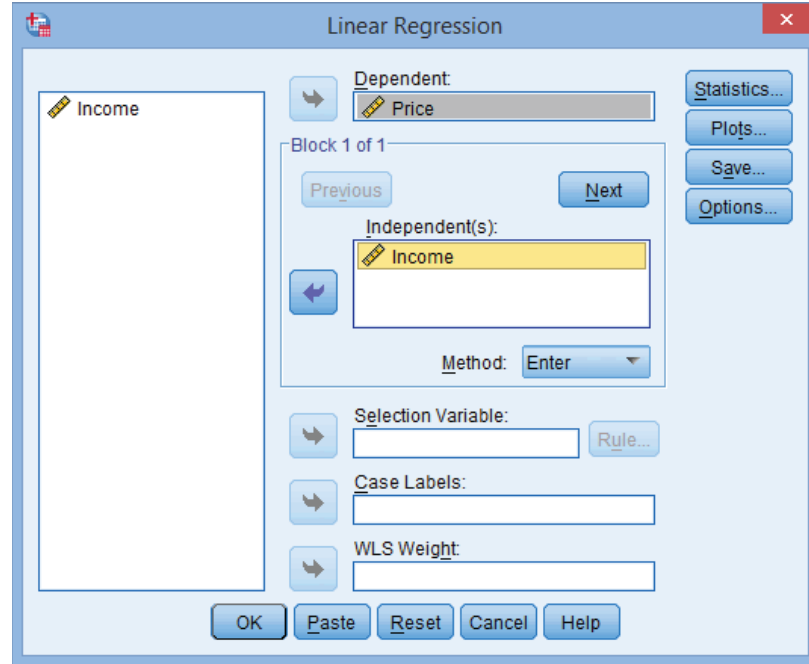 Linear Regression
Income
Dependent:
Price
Statistics...
Plots...
Save...
Options...
Block 1 of 1
Previous
Next
Independent(s):
Income
Method: Enter
Selection Variable:
Rule...
Case Labels:
WLS Weight:
OK Paste Reset Cancel Help